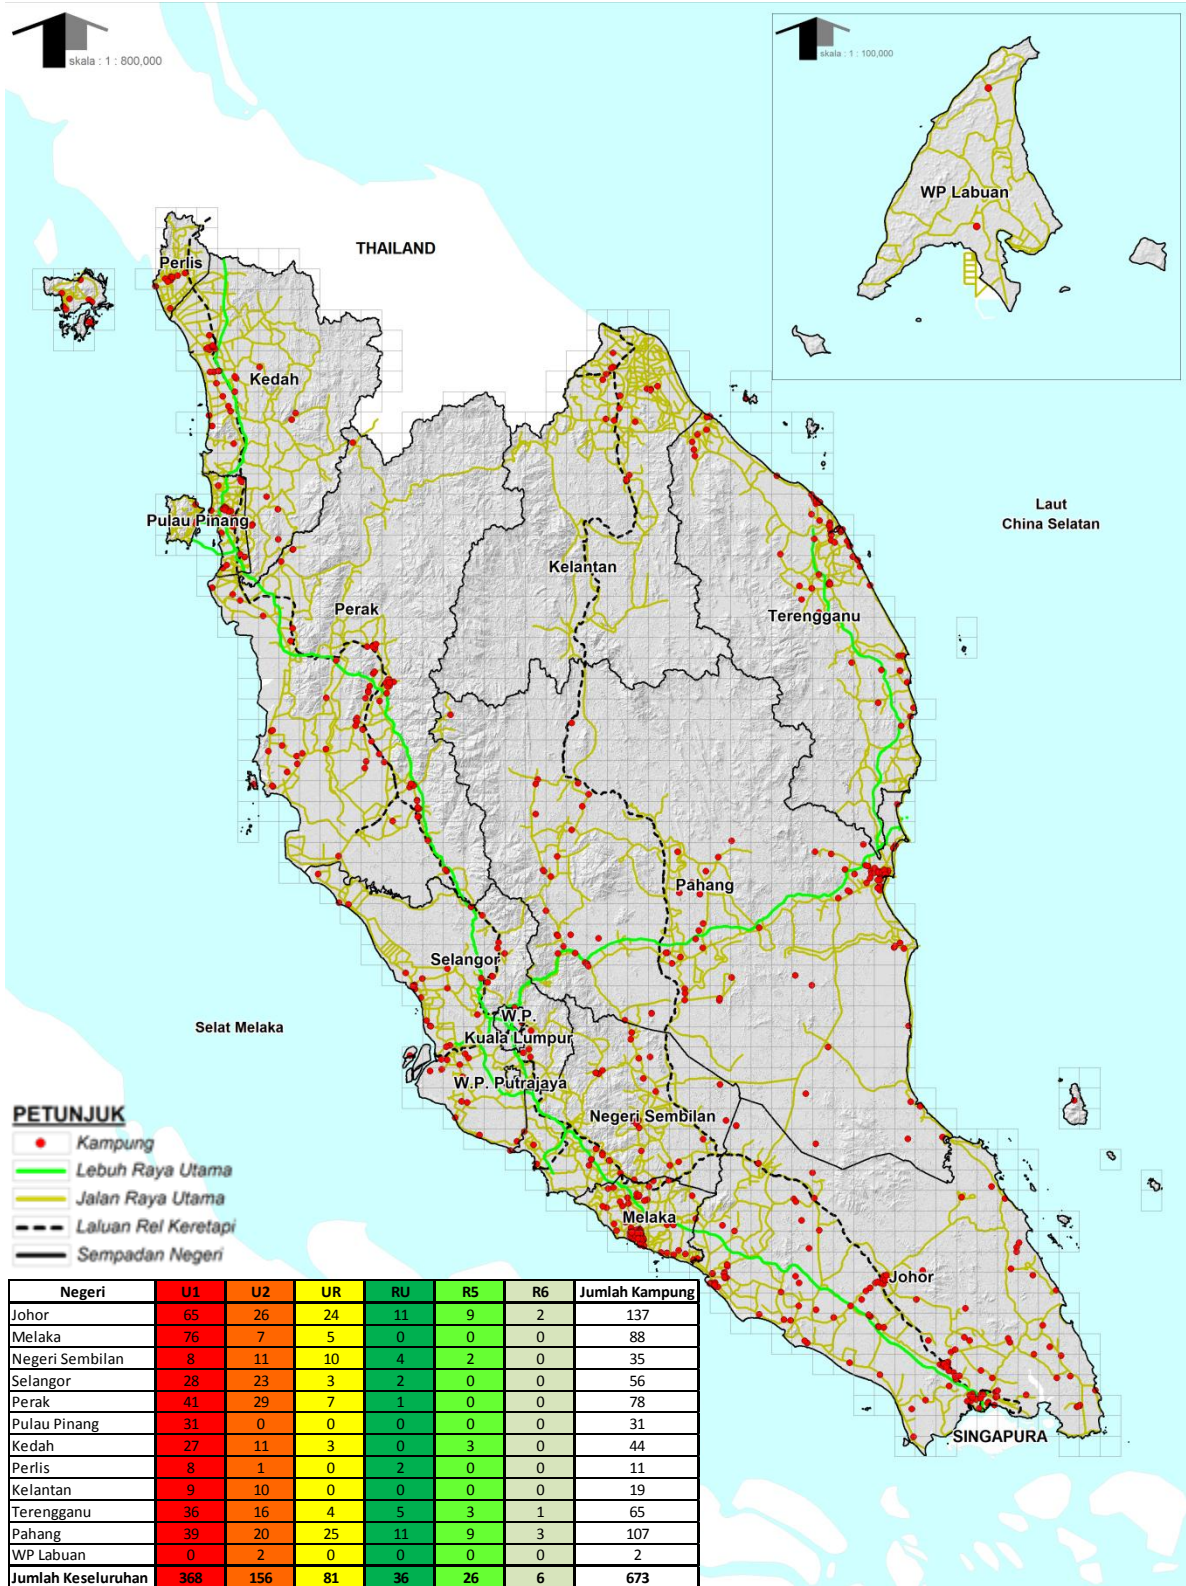 skala : 1 : 800,000
skala : 1 : 100,000
WP Labuan
THAILAND
Perlis
Kedah
Laut
China Selatan
Pulau Pinang
Kelantan
Perak
Terengganu
Pahang
Selangor
W.P.
Kuala Lumpur
Selat Melaka
W.P. Putrajaya
Negeri Sembilan
Melaka
Johor
SINGAPURA
PETUNJUK
Kampung
Lebuh Raya Utama
Jalan Raya Utama
Laluan Rel Keretapi
Sempadan Negeri
Negeri U1 U2 UR RU R5 R6 Jumlah Kampung
Johor 65 26 24 11 9 2 137
Melaka 76 7 5 0 0 0 88
Negeri Sembilan 8 11 10 4 2 0 35
Selangor 28 23 3 2 0 0 56
Perak 41 29 7 1 0 0 78
Pulau Pinang 31 0 0 0 0 0 31
Kedah 27 11 3 0 3 0 44
Perlis 8 1 0 2 0 0 11
Kelantan 9 10 0 0 0 0 19
Terengganu 36 16 4 5 3 1 65
Pahang 39 20 25 11 9 3 107
WP Labuan 0 2 0 0 0 0 2
Jumlah Keseluruhan 368 156 81 36 26 6 673